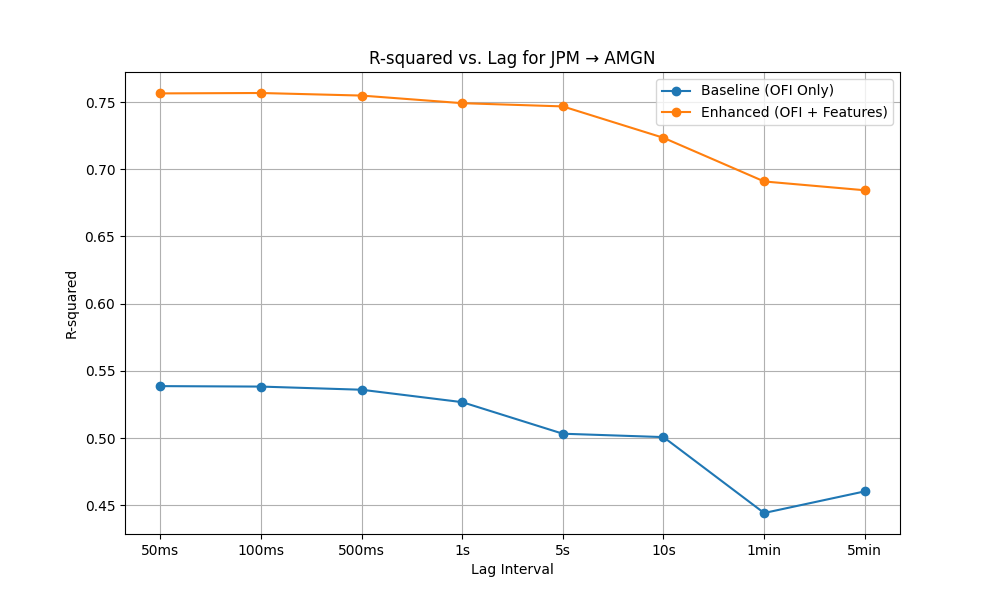 R-squared vs. Lag for JPM → AMGN
Baseline (OFI Only)
Enhanced (OFI + Features)
R-squared
0.75
0.70
0.65
0.60
0.55
0.50
0.45
50ms 100ms 500ms 1s 5s 10s 1min 5min
Lag Interval